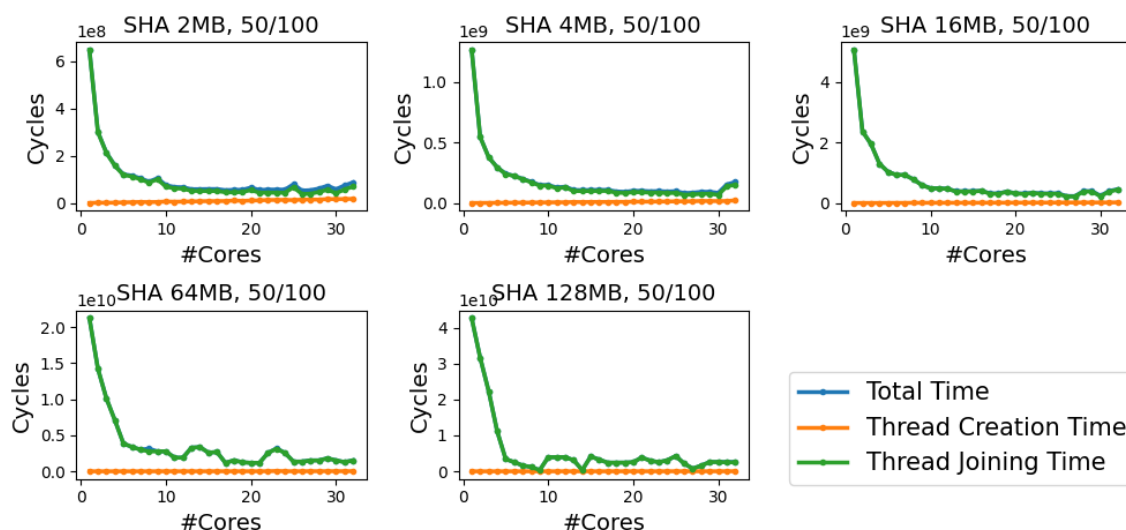 SHA 2MB, 50/100
1e8
6
4
2
0
Cycles
0 10 20 30
#Cores
SHA 4MB, 50/100
1e9
1.0
0.5
0.0
Cycles
0 10 20 30
#Cores
SHA 16MB, 50/100
1e9
4
2
0
Cycles
0 10 20 30
#Cores
SHA 64MB, 50/100
1e10
2.0
1.5
1.0
0.5
0.0
Cycles
0 10 20 30
#Cores
SHA 128MB, 50/100
1e10
4
3
2
1
0
Cycles
0 10 20 30
#Cores
Total Time
Thread Creation Time
Thread Joining Time